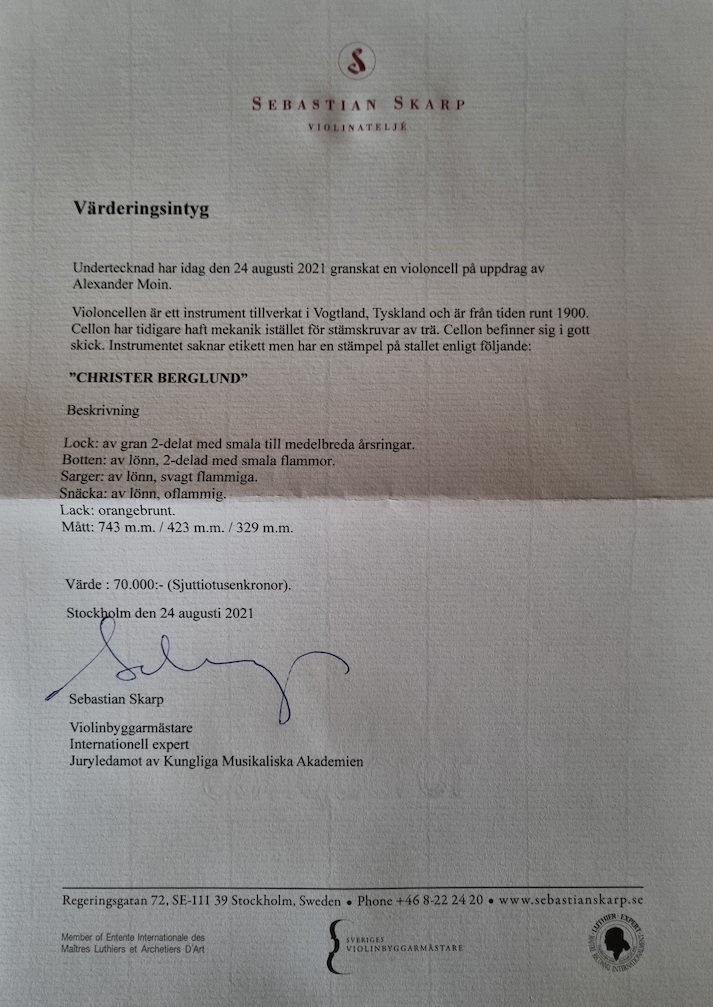 S
SEBASTIAN SKARP
VIOLINATELJÉ
Värderingsintyg
Undertecknad har idag den 24 augusti 2021 granskat en violoncell på uppdrag av
Alexander Moin.
Violoncellen är ett instrument tillverkat i Vogtland, Tyskland och är från tiden runt 1900.
Cellon har tidigare haft mekanik istället för stämskruvar av trä. Cellon befinner sig i gott
skick. Instrumentet saknar etikett men har en stämpel på stallet enligt följande:
”CHRISTER BERGLUND”
Beskrivning
Lock: av gran 2-delat med smala till medelbreda årsringar.
Botten: av lönn, 2-delad med smala flammor.
Sarger: av lönn, svagt flammiga.
Snäcka: av lönn, oflammig.
Lack: orangebrunt.
Mått: 743 m.m. / 423 m.m. / 329 m.m.
Värde : 70.000:- (Sjuttiotusenkronor).
Stockholm den 24 augusti 2021
Sebastian Skarp
Violinbyggarmästare
Internationell expert
Juryledamot av Kungliga Musikaliska Akademien
Regeringsgatan 72, SE-111 39 Stockholm, Sweden • Phone +46 8-22 24 20 • www.sebastianskarp.se
Member of Entente Internationale des
Maîtres Luthiers et Archetiers D'Art
SVERIGES
VIOLINBYGGARMÄSTARE
LUTHIER · EXPERT